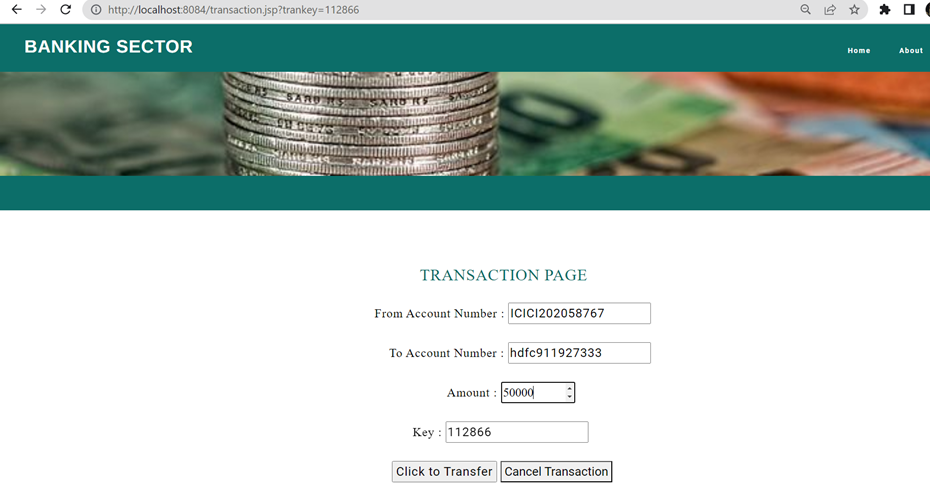 http://localhost:8084/transaction.jsp?trankey=112866
BANKING SECTOR
Home About
TRANSACTION PAGE
From Account Number : ICICI202058767
To Account Number : hdfc911927333
Amount : 50000
Key : 112866
Click to Transfer Cancel Transaction